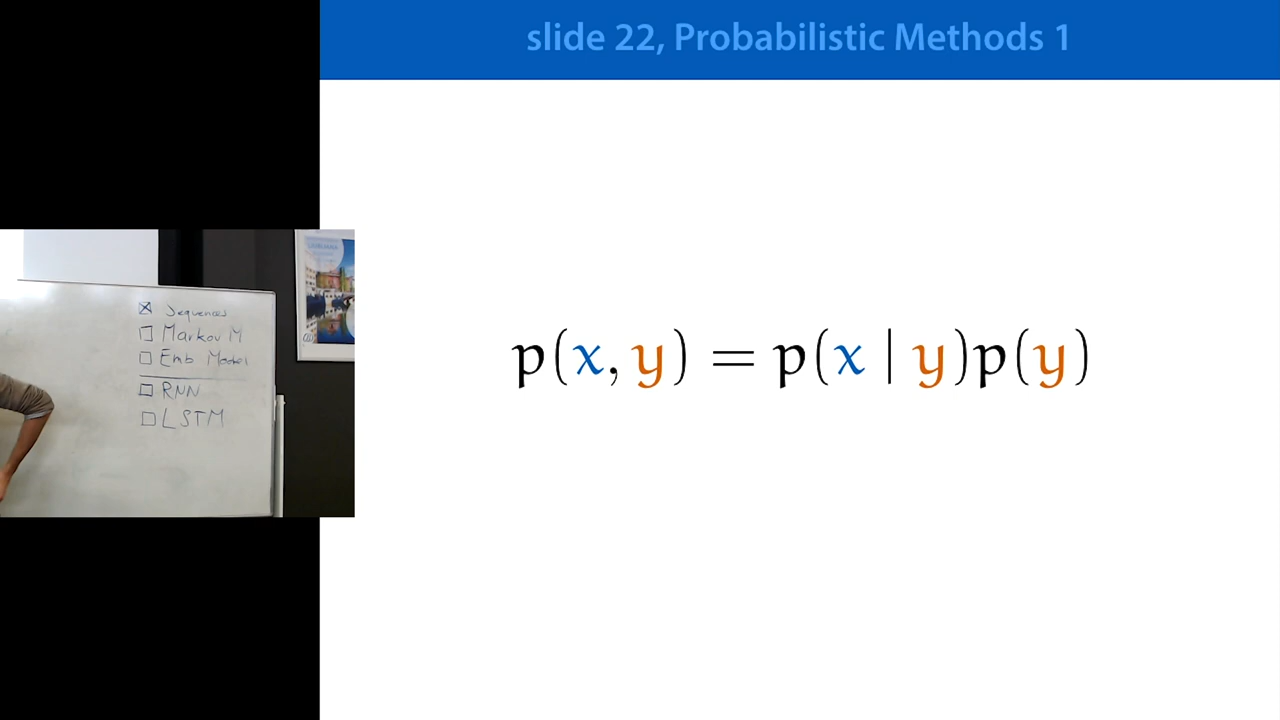 slide 22, Probabilistic Methods 1
Sequences
Markov M
Emb Model
RNN
LSTM
p(x, y) = p(x | y)p(y)